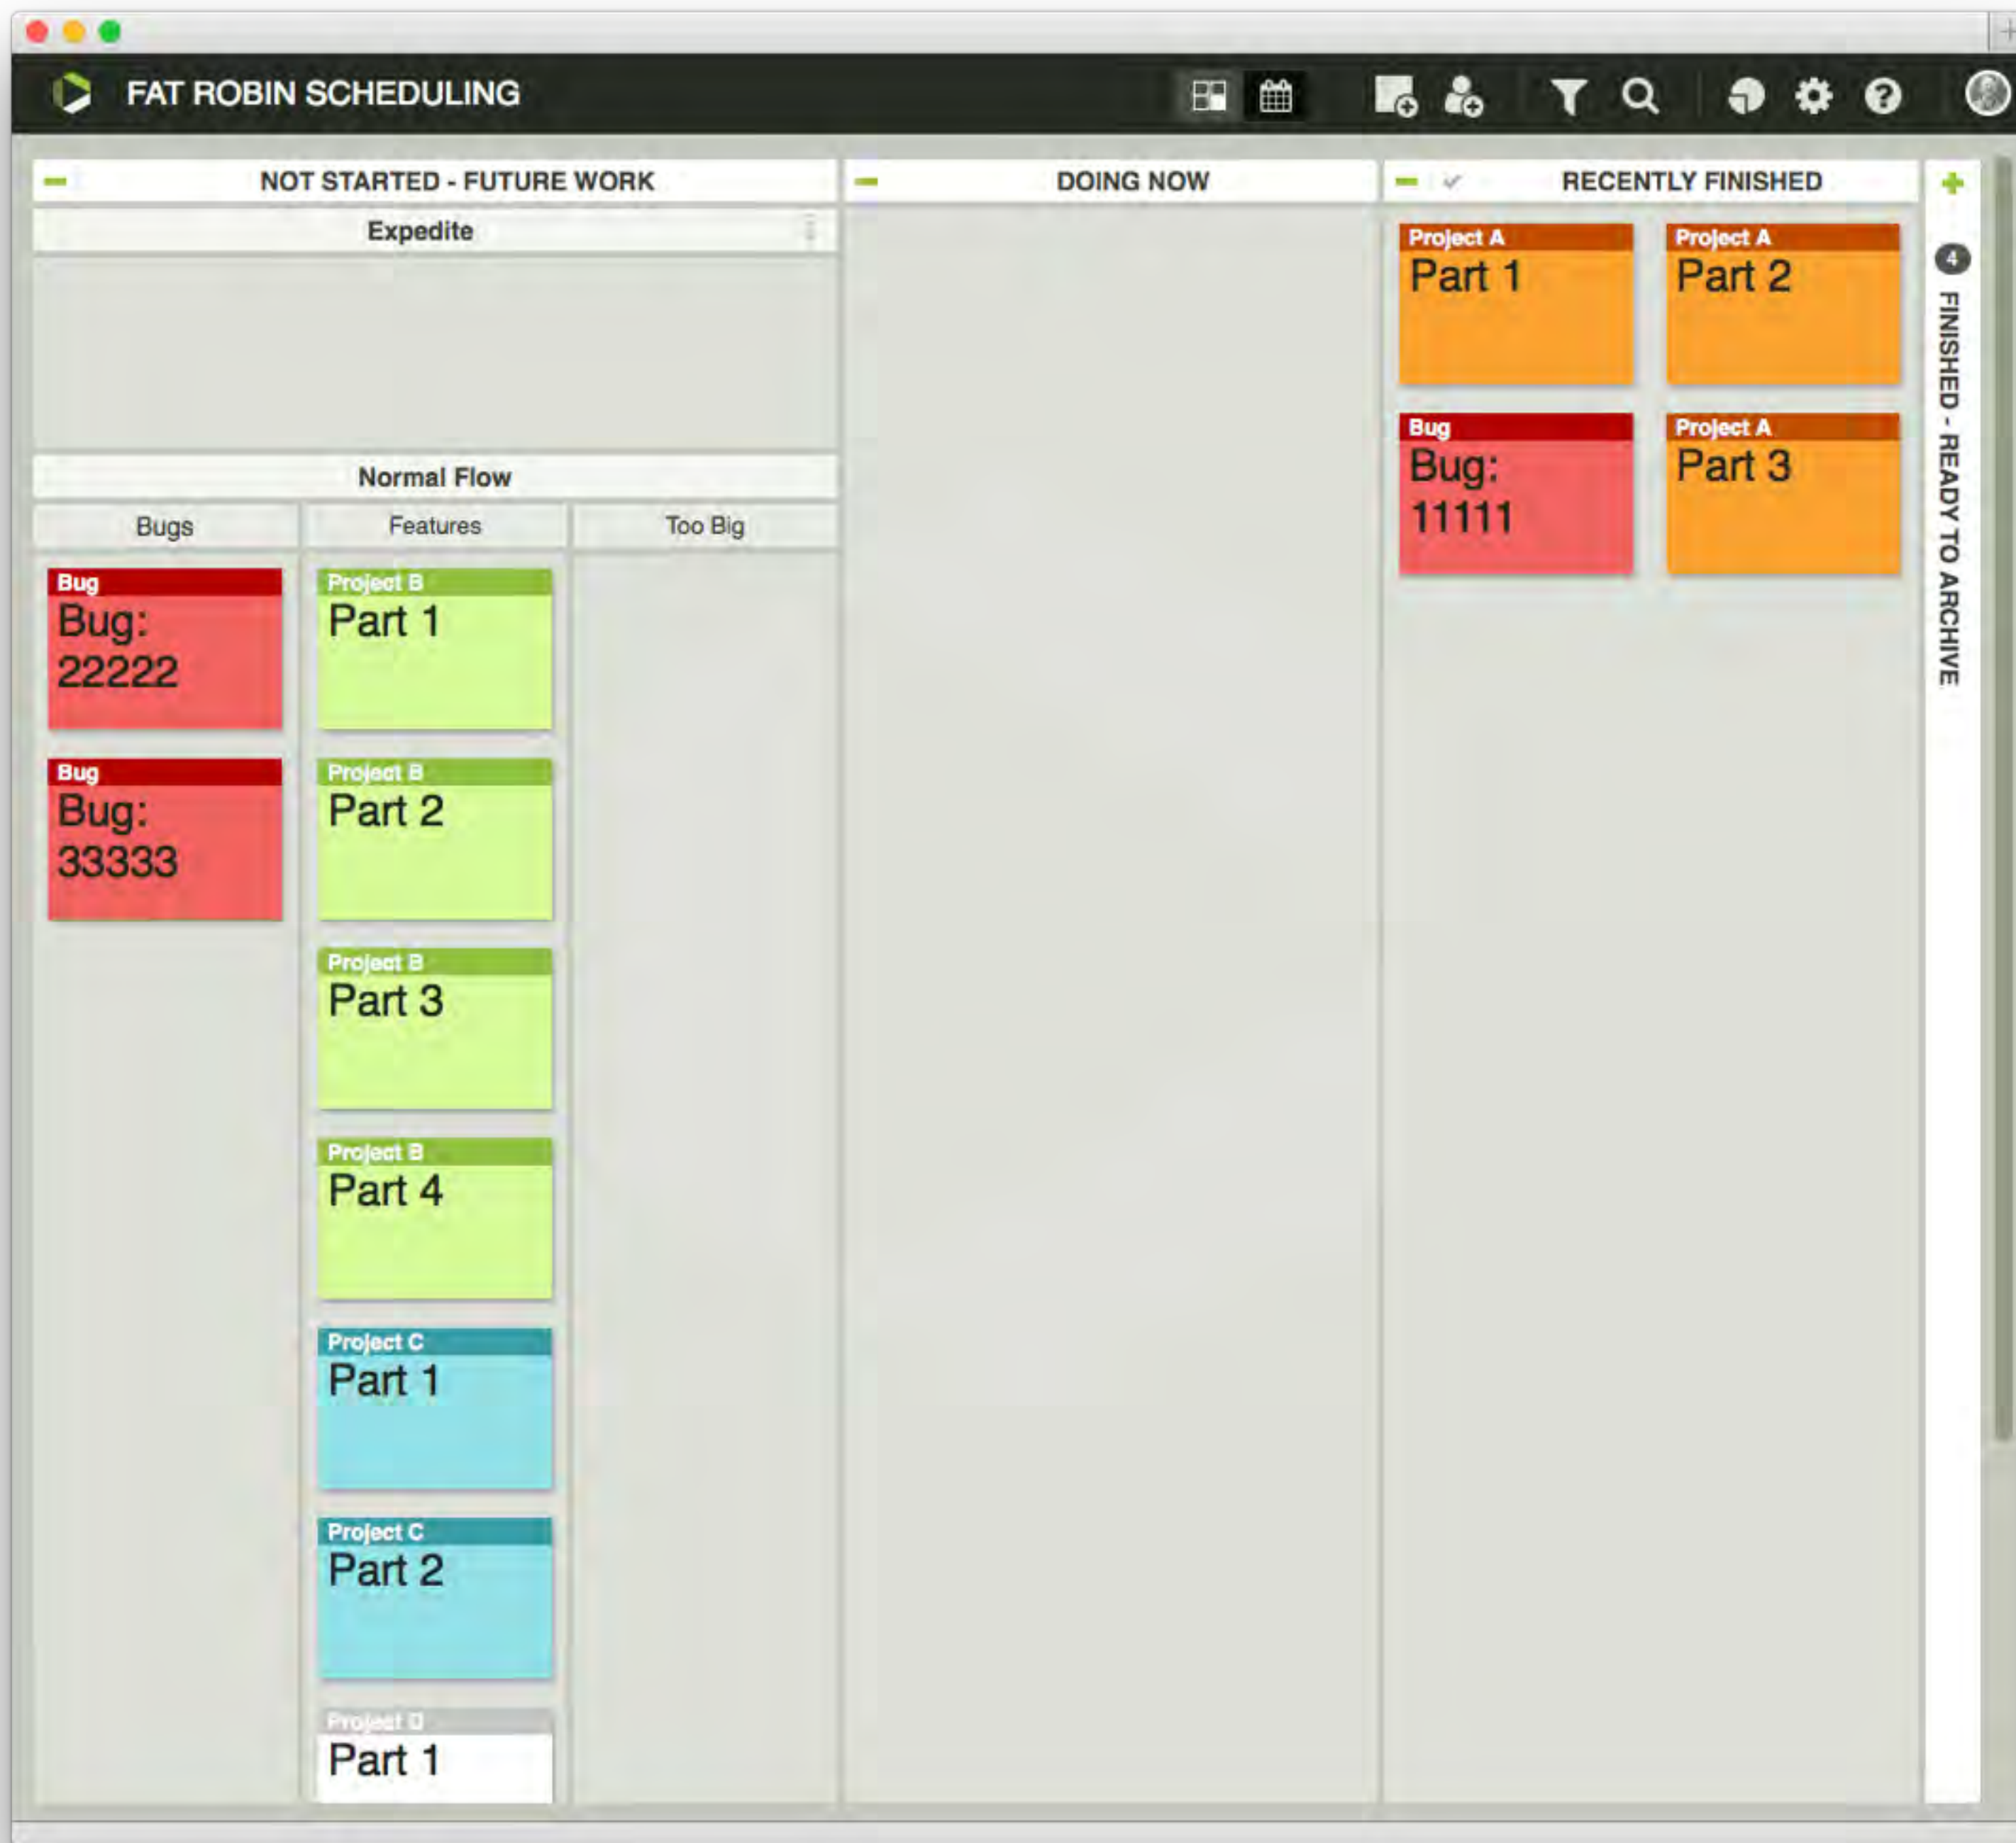 FAT ROBIN SCHEDULING
NOT STARTED - FUTURE WORK
Expedite
Normal Flow
Bugs
Features
Too Big
Bug
Bug:
22222
Bug
Bug:
33333
Project B
Part 1
Project B
Part 2
Project B
Part 3
Project B
Part 4
Project C
Part 1
Project C
Part 2
Project D
Part 1
DOING NOW
RECENTLY FINISHED
Project A
Part 1
Project A
Part 2
Bug
Bug:
11111
Project A
Part 3
4
FINISHED - READY TO ARCHIVE